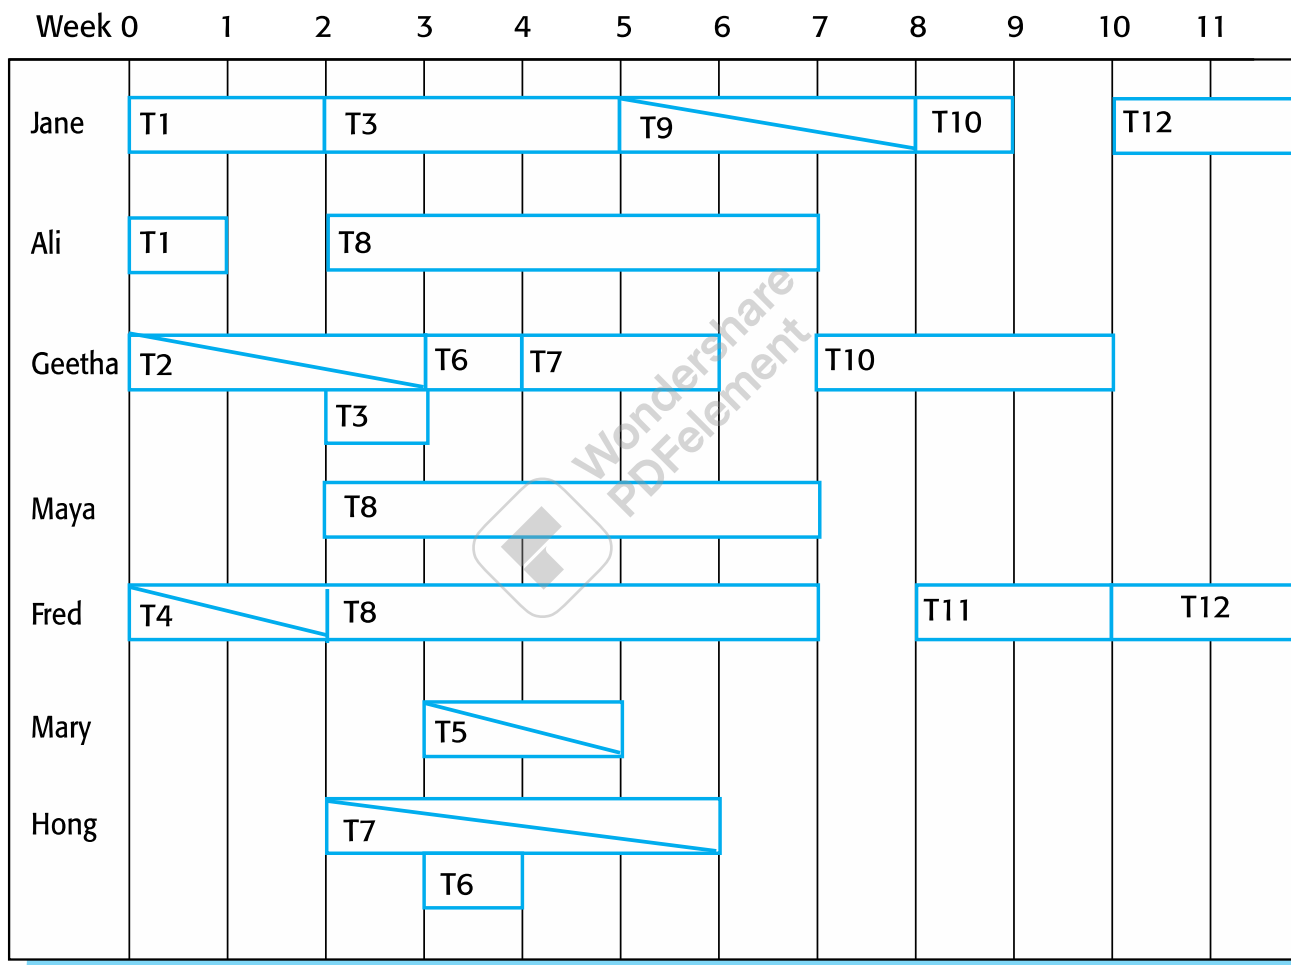 Week 0 1 2 3 4 5 6 7 8 9 10 11
Jane T1 T3 T9 T10 T12
Ali T1 T8
Geetha T2 T6 T7 T10
T3
Maya T8
Fred T4 T8 T11 T12
Mary T5
Hong T7
T6
Wondershare
PDFelement